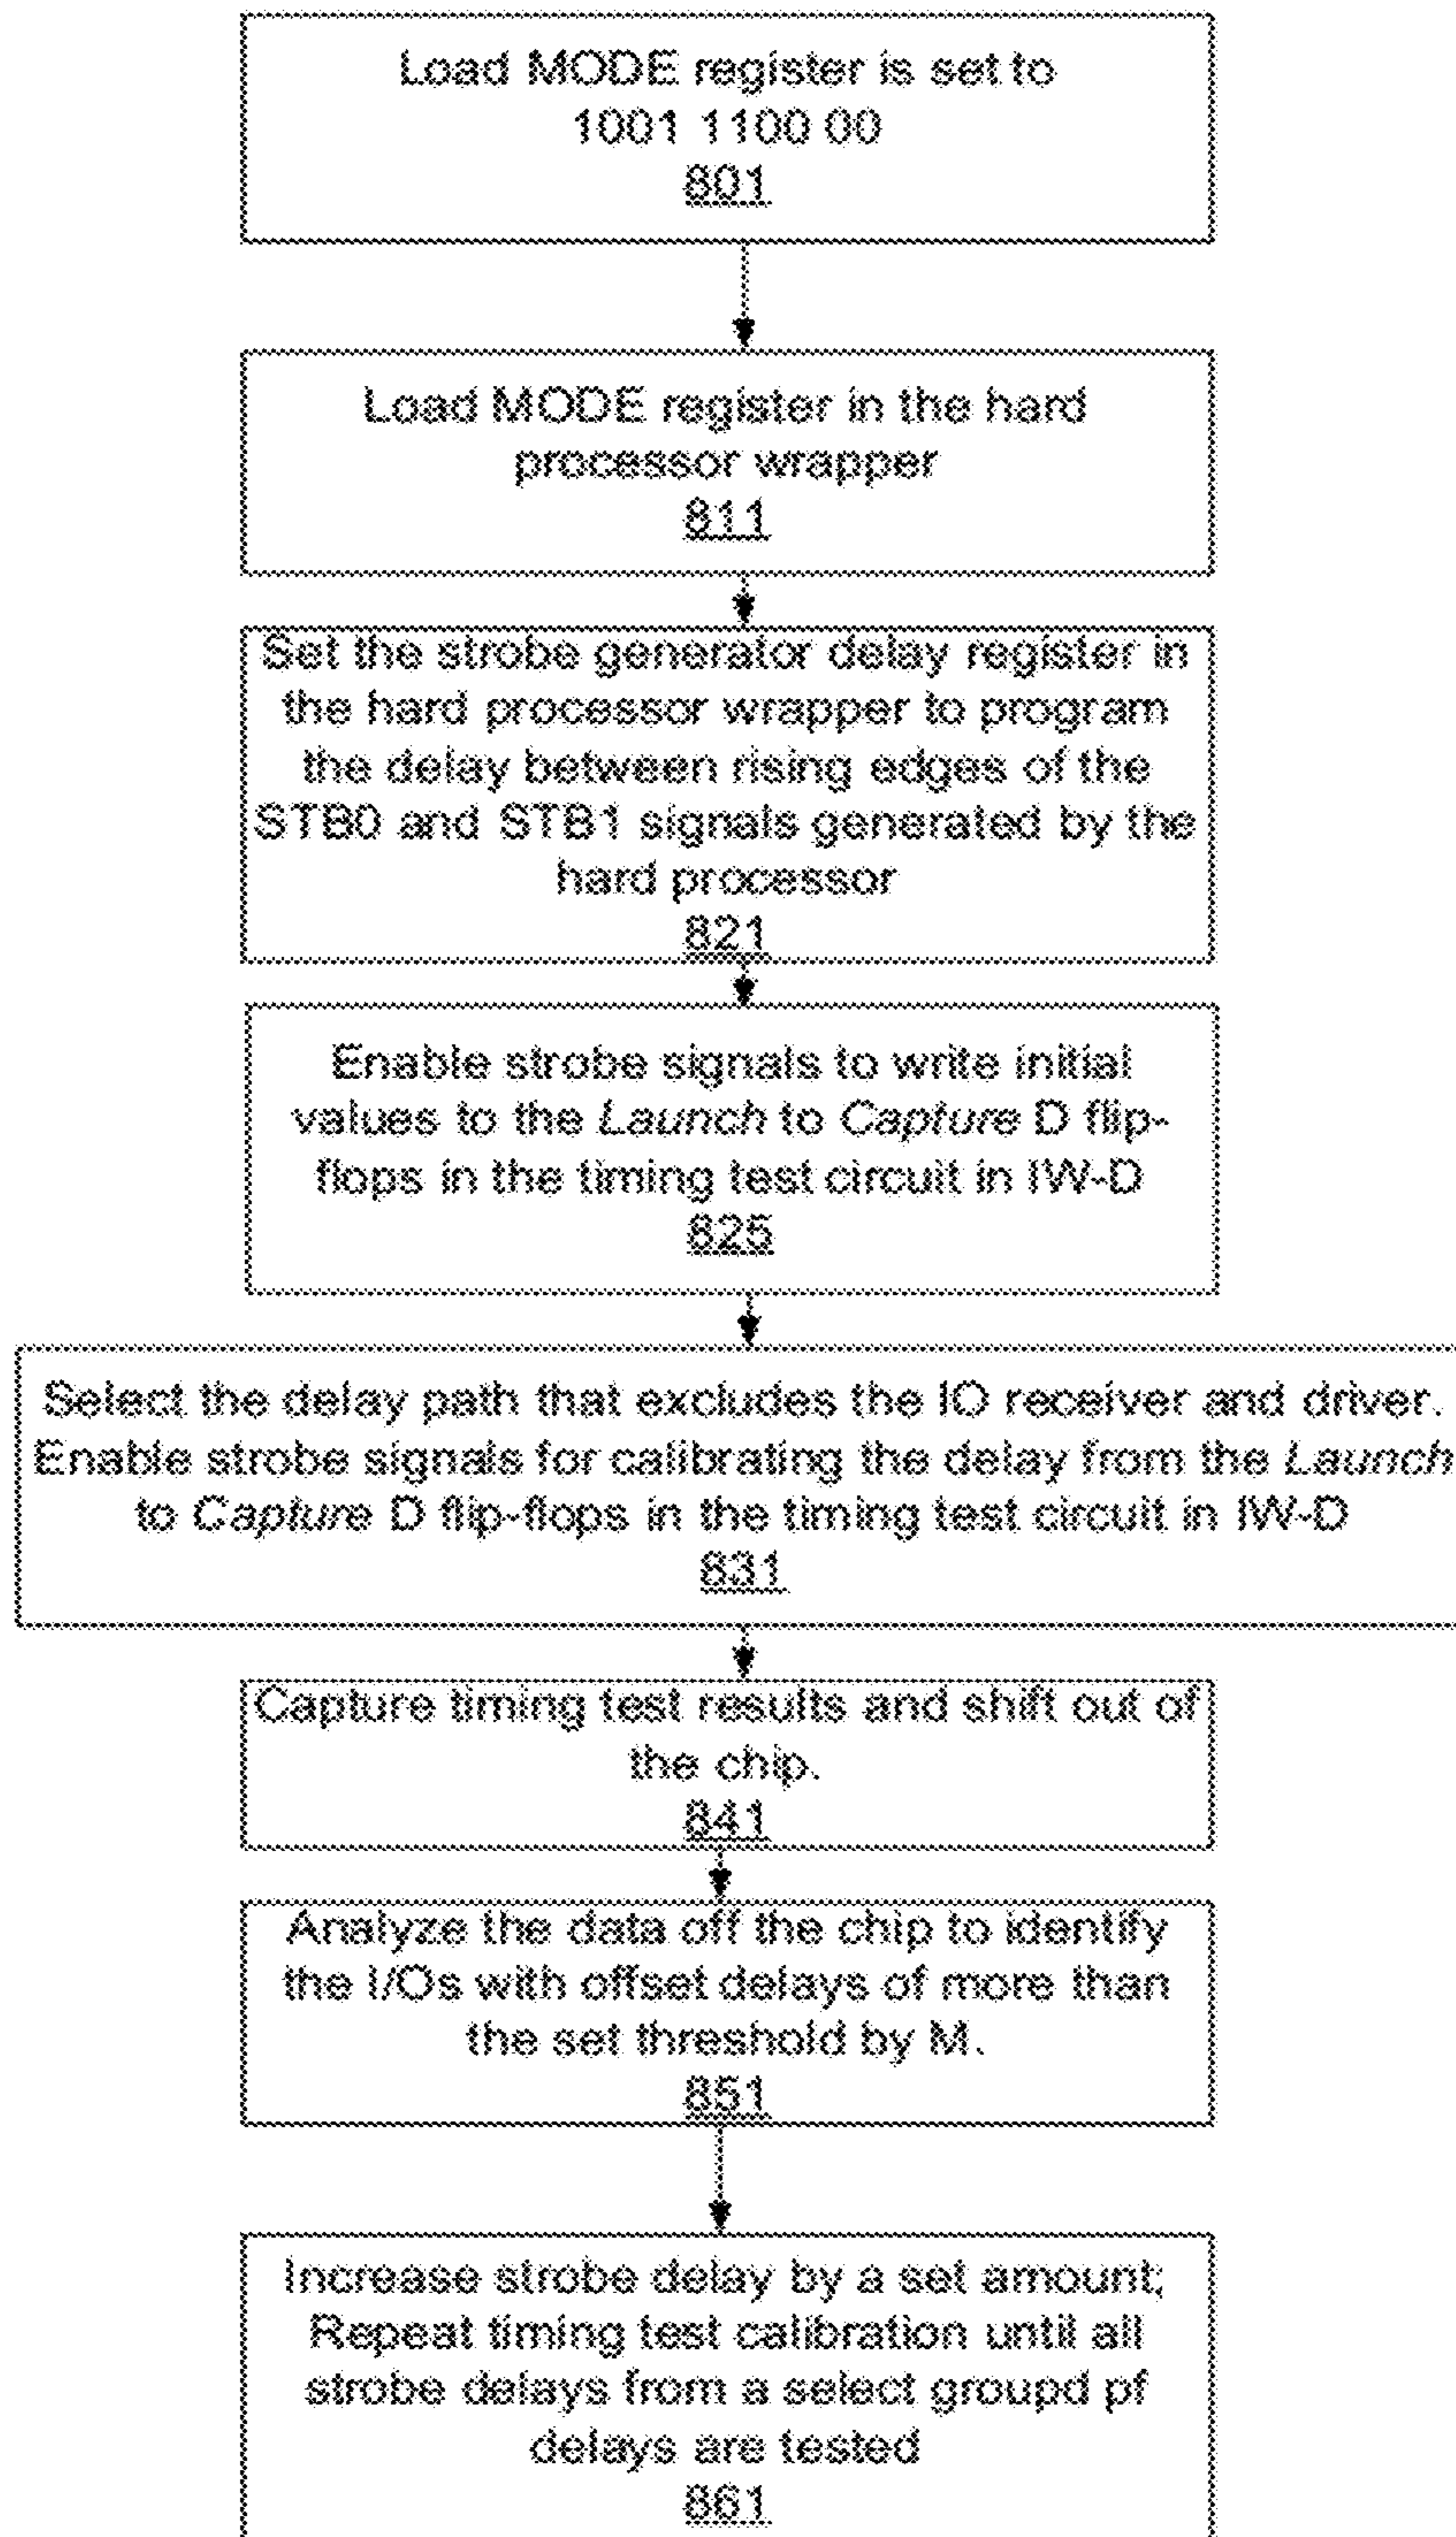 Load MODE register is set to
1001 1100 00
801
Load MODE register in the hard
processor wrapper
811
Set the strobe generator delay register in
the hard processor wrapper to program
the delay between rising edges of the
STB0 and STB1 signals generated by the
hard processor
821
Enable strobe signals to write initial
values to the Launch to Capture D flip-
flops in the timing test circuit in IW-D
825
Select the delay path that excludes the IO receiver and driver.
Enable strobe signals for calibrating the delay from the Launch
to Capture D flip-flops in the timing test circuit in IW-D
831
Capture timing test results and shift out of
the chip.
841
Analyze the data off the chip to identify
the I/Os with offset delays of more than
the set threshold by M.
851
Increase strobe delay by a set amount;
Repeat timing test calibration until all
strobe delays from a select groupd pf
delays are tested
861